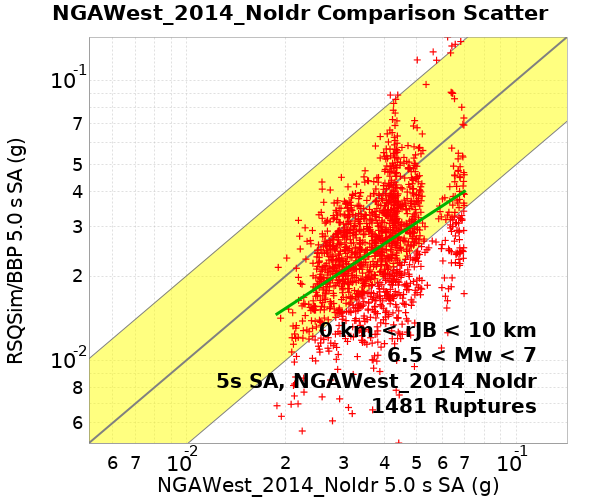 NGAWest_2014_NoIdr Comparison Scatter
RSQSim/BBP 5.0 s SA (g)
10-1
7
5
4
3
2
10-2
8
6
0 km < rJB < 10 km
6.5 < Mw < 7
5s SA, NGAWest_2014_NoIdr
1481 Ruptures
6 7 10-2 2 3 4 5 6 7 10-1
NGAWest_2014_NoIdr 5.0 s SA (g)